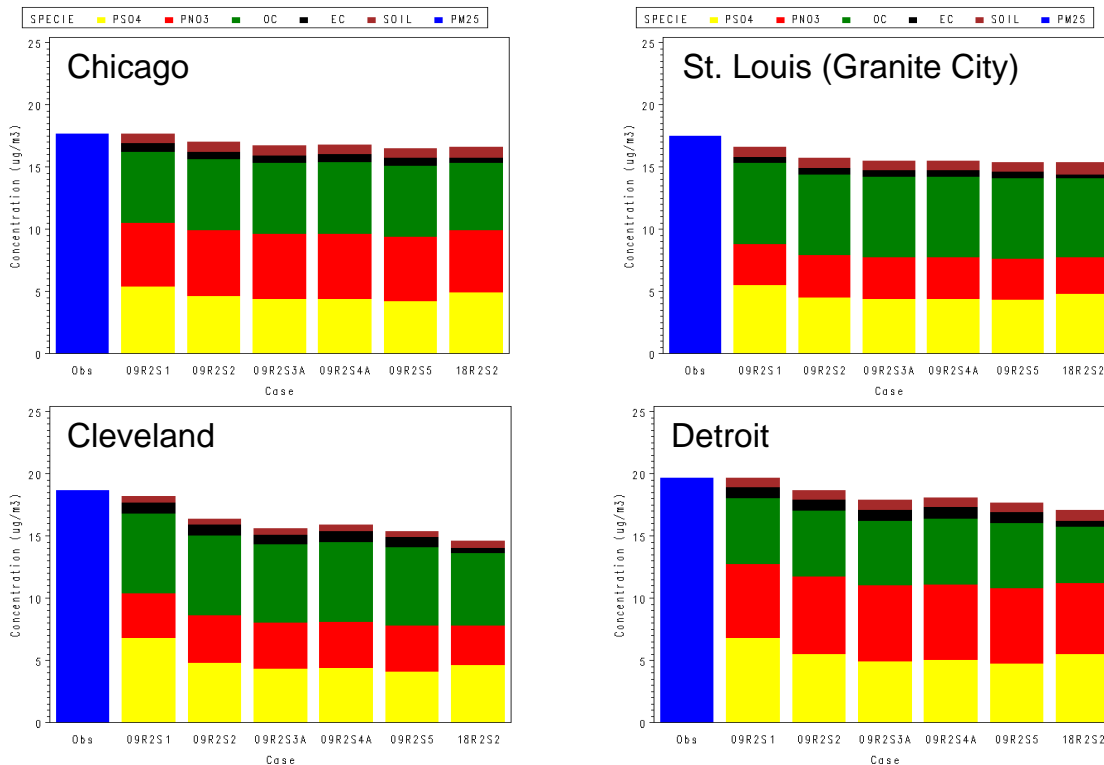 SPECIE PSO4 PNO3 OC EC SOIL PM25
Chicago
Concentration (ug/m3)
25
20
15
10
5
0
Obs 09R2S1 09R2S2 09R2S3A 09R2S4A 09R2S5 18R2S2
Case
SPECIE PSO4 PNO3 OC EC SOIL PM25
St. Louis (Granite City)
Concentration (ug/m3)
25
20
15
10
5
0
Obs 09R2S1 09R2S2 09R2S3A 09R2S4A 09R2S5 18R2S2
Case
Cleveland
Concentration (ug/m3)
25
20
15
10
5
0
Obs 09R2S1 09R2S2 09R2S3A 09R2S4A 09R2S5 18R2S2
Case
Detroit
Concentration (ug/m3)
25
20
15
10
5
0
Obs 09R2S1 09R2S2 09R2S3A 09R2S4A 09R2S5 18R2S2
Case